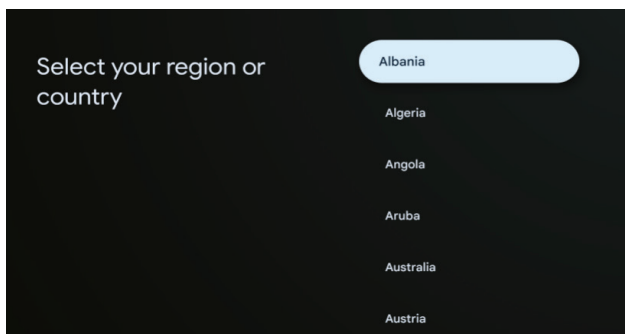 Select your region or
country
Albania
Algeria
Angola
Aruba
Australia
Austria